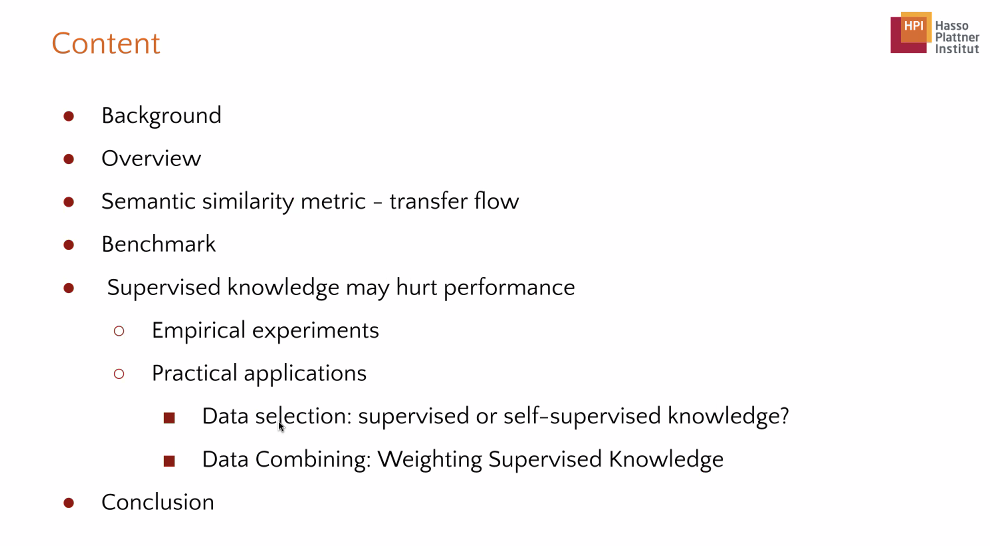 Content
HPI
Hasso
Plattner
Institut
Background
Overview
Semantic similarity metric - transfer flow
Benchmark
Supervised knowledge may hurt performance
Empirical experiments
Practical applications
Data selection: supervised or self-supervised knowledge?
Data Combining: Weighting Supervised Knowledge
Conclusion